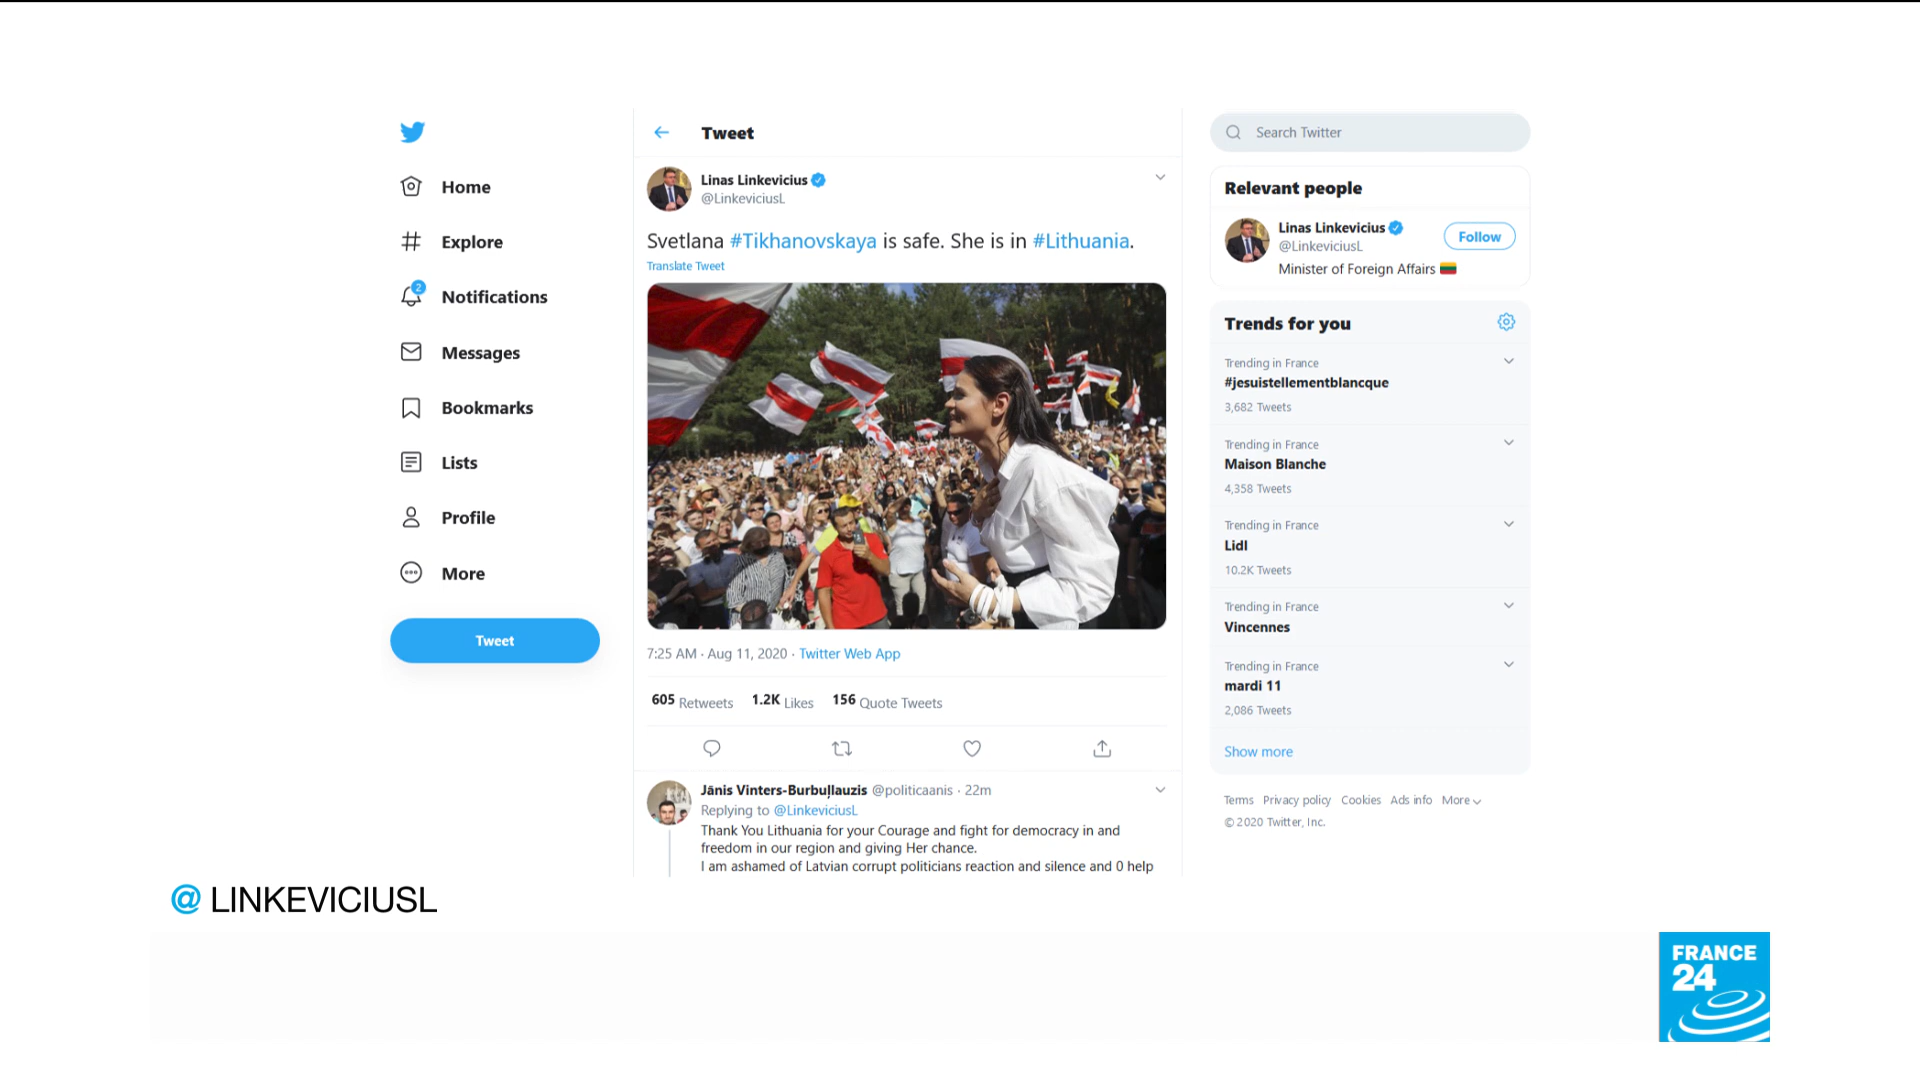 Home
Explore
2
Notifications
Messages
Bookmarks
Lists
Profile
More
Tweet
Tweet
Linas Linkevicius
@LinkeviciusL
Svetlana #Tikhanovskaya is safe. She is in #Lithuania.
Translate Tweet
7:25 AM · Aug 11, 2020 · Twitter Web App
605 Retweets 1.2K Likes 156 Quote Tweets
Jānis Vinters-Burbuļlauzis @politicaanis · 22m
Replying to @LinkeviciusL
Thank You Lithuania for your Courage and fight for democracy in and
freedom in our region and giving Her chance.
I am ashamed of Latvian corrupt politicians reaction and silence and 0 help
Search Twitter
Relevant people
Linas Linkevicius
@LinkeviciusL
Follow
Minister of Foreign Affairs
Trends for you
Trending in France
#jesuistellementblancque
3,682 Tweets
Trending in France
Maison Blanche
4,358 Tweets
Trending in France
Lidl
10.2K Tweets
Trending in France
Vincennes
Trending in France
mardi 11
2,086 Tweets
Show more
Terms Privacy policy Cookies Ads info More
© 2020 Twitter, Inc.
@ LINKEVICIUSL
FRANCE
24